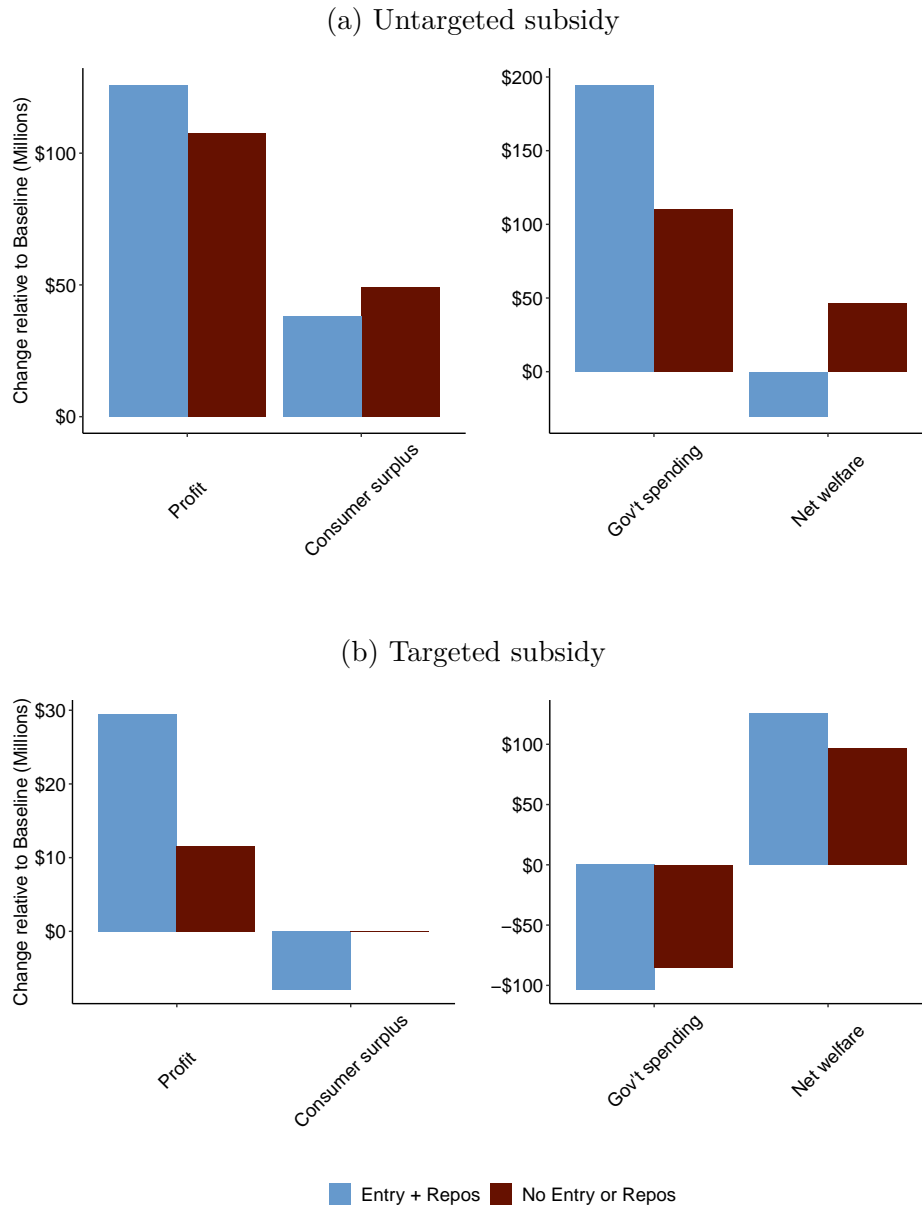 (a) Untargeted subsidy
Change relative to Baseline (Millions)
$100
$50
$0
Profit
Consumer surplus
$200
$150
$100
$50
$0
Gov't spending
Net welfare
(b) Targeted subsidy
Change relative to Baseline (Millions)
$30
$20
$10
$0
Profit
Consumer surplus
$100
$50
$0
−$50
−$100
Gov't spending
Net welfare
Entry + Repos No Entry or Repos